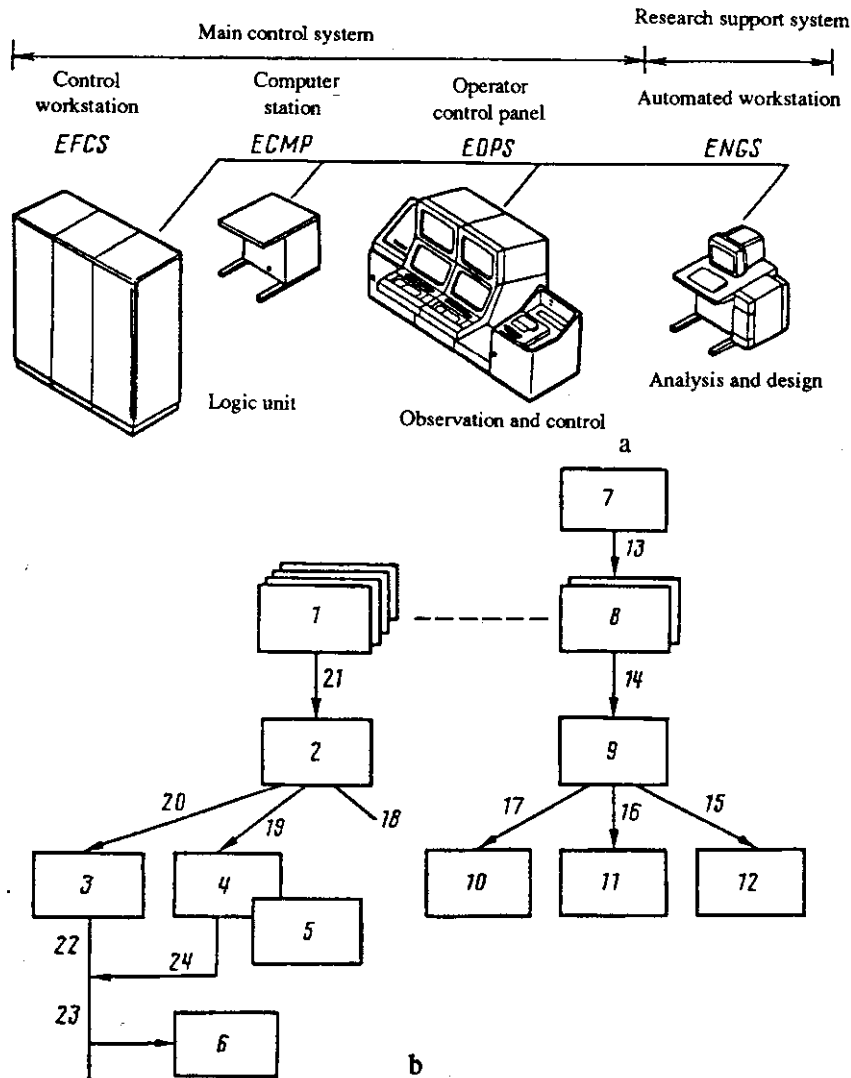 Main control system
Research support system
Control
workstation
EFCS
Computer
station
ECMP
Operator
control panel
EOPS
Automated workstation
ENGS
Logic unit
Observation and control
Analysis and design
a
7
13
1
8
21
14
2
9
20
19
18
17
16
15
3
4
5
10
11
12
22
24
23
6
b